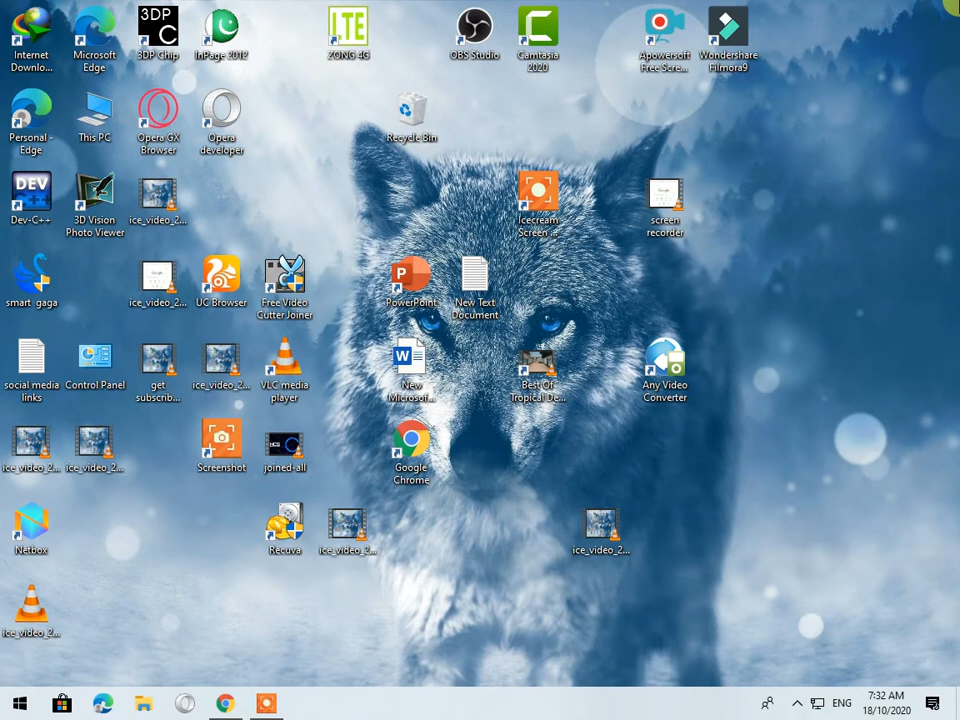 3DP
C
LTE
Internet
Downlo...
Microsoft
Edge
3DP Chip
InPage 2012
ZONG 4G
OBS Studio
Camtasia
2020
Apowersoft
Free Scre...
Wondershare
Filmora9
Personal -
Edge
This PC
Opera GX
Browser
Opera
developer
Recycle Bin
DEV
C++
Dev-C++
3D Vision
Photo Viewer
ice_video_2...
Icecream
Screen ...
screen
recorder
smart_gaga
ice_video_2...
UC Browser
Free Video
Cutter Joiner
P
PowerPoint
New Text
Document
social media
links
Control Panel
get
subscrib...
ice_video_2...
VLC media
player
W
New
Microsof...
Best Of
Tropical De...
Any Video
Converter
ice_video_2...
ice_video_2...
Screenshot
joined-all
Google
Chrome
Netbox
Recuva
ice_video_2...
ice_video_2...
ice_video_2...
ENG
7:32 AM
18/10/2020